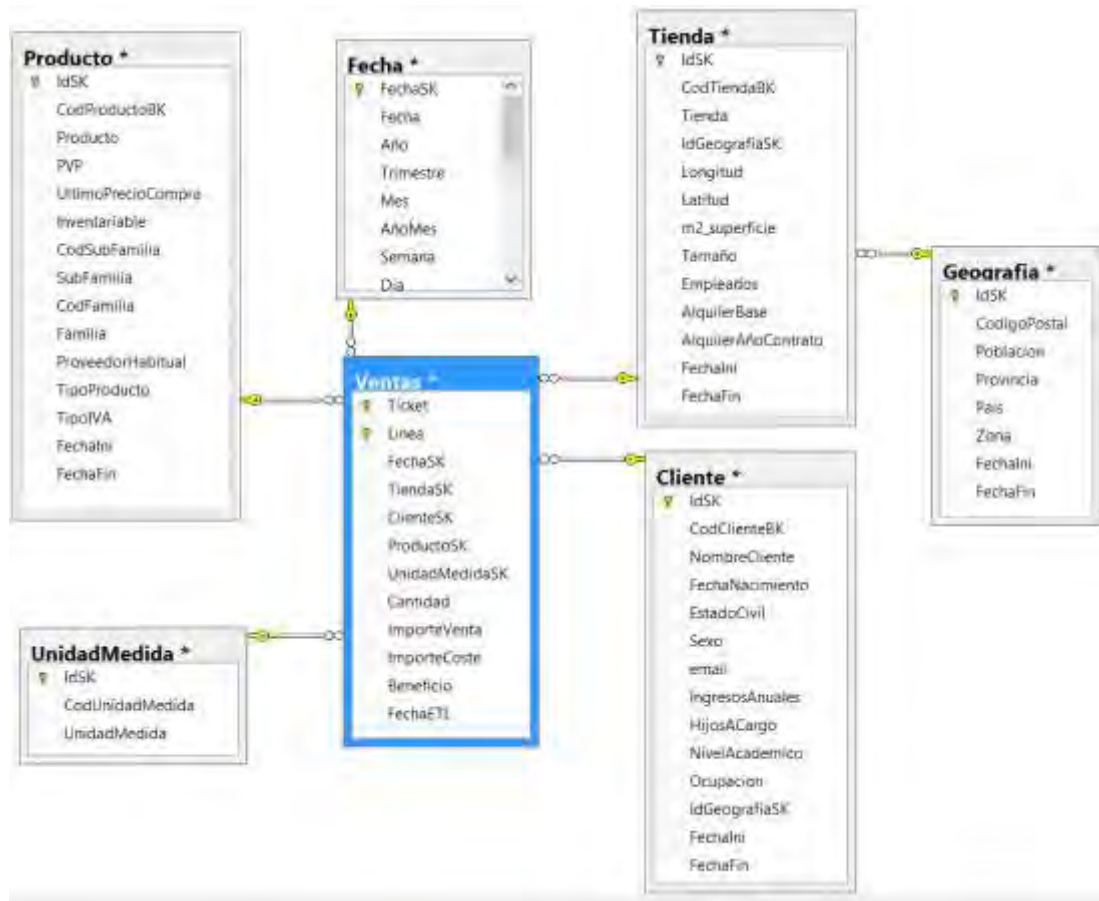 Producto *
IdSK
CodProductoBK
Producto
PVP
UltimoPrecioCompra
Inventariable
CodSubFamilia
SubFamilia
CodFamilia
Familia
ProveedorHabitual
TipoProducto
TipoIVA
FechaIni
FechaFin
Fecha *
FechaSK
Fecha
Año
Trimestre
Mes
AñoMes
Semana
Dia
Tienda *
IdSK
CodTiendaBK
Tienda
IdGeografiaSK
Longitud
Latitud
m2_superficie
Tamaño
Empleados
AlquilerBase
AlquilerAñoContrato
FechaIni
FechaFin
Geografia *
IdSK
CodigoPostal
Poblacion
Provincia
Pais
Zona
FechaIni
FechaFin
Ventas *
Ticket
Linea
FechaSK
TiendaSK
ClienteSK
ProductoSK
UnidadMedidaSK
Cantidad
ImporteVenta
ImporteCoste
Beneficio
FechaETL
Cliente *
IdSK
CodClienteBK
NombreCliente
FechaNacimiento
EstadoCivil
Sexo
email
IngresosAnuales
HijosACargo
NivelAcademico
Ocupacion
IdGeografiaSK
FechaIni
FechaFin
UnidadMedida *
IdSK
CodUnidadMedida
UnidadMedida